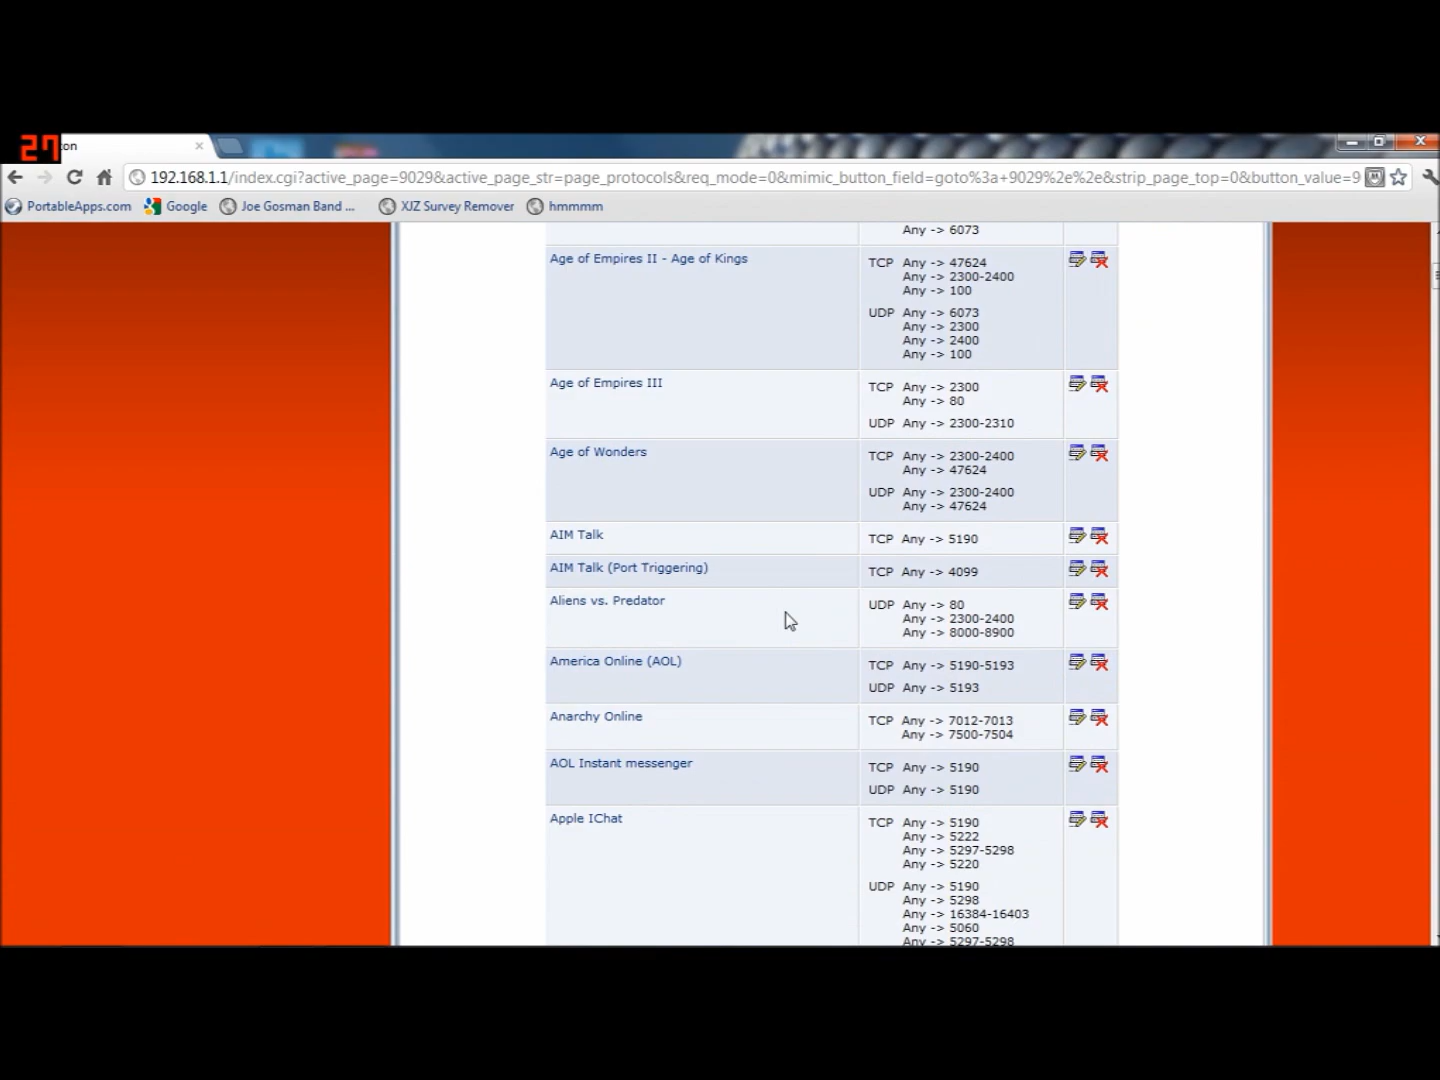 27
con
192.168.1.1/index.cgi?active_page=9029&active_page_str=page_protocols&req_mode=0&mimic_button_field=goto%3a+9029%2e%2e&strip_page_top=0&button_value=9
PortableApps.com Google Joe Gosman Band ... XJZ Survey Remover hmmmm
Any -> 6073
Age of Empires II - Age of Kings
TCP Any -> 47624
Any -> 2300-2400
Any -> 100
UDP Any -> 6073
Any -> 2300
Any -> 2400
Any -> 100
Age of Empires III
TCP Any -> 2300
Any -> 80
UDP Any -> 2300-2310
Age of Wonders
TCP Any -> 2300-2400
Any -> 47624
UDP Any -> 2300-2400
Any -> 47624
AIM Talk
TCP Any -> 5190
AIM Talk (Port Triggering)
TCP Any -> 4099
Aliens vs. Predator
UDP Any -> 80
Any -> 2300-2400
Any -> 8000-8900
America Online (AOL)
TCP Any -> 5190-5193
UDP Any -> 5193
Anarchy Online
TCP Any -> 7012-7013
Any -> 7500-7504
AOL Instant messenger
TCP Any -> 5190
UDP Any -> 5190
Apple IChat
TCP Any -> 5190
Any -> 5222
Any -> 5297-5298
Any -> 5220
UDP Any -> 5190
Any -> 5298
Any -> 16384-16403
Any -> 5060
Any -> 5297-5298